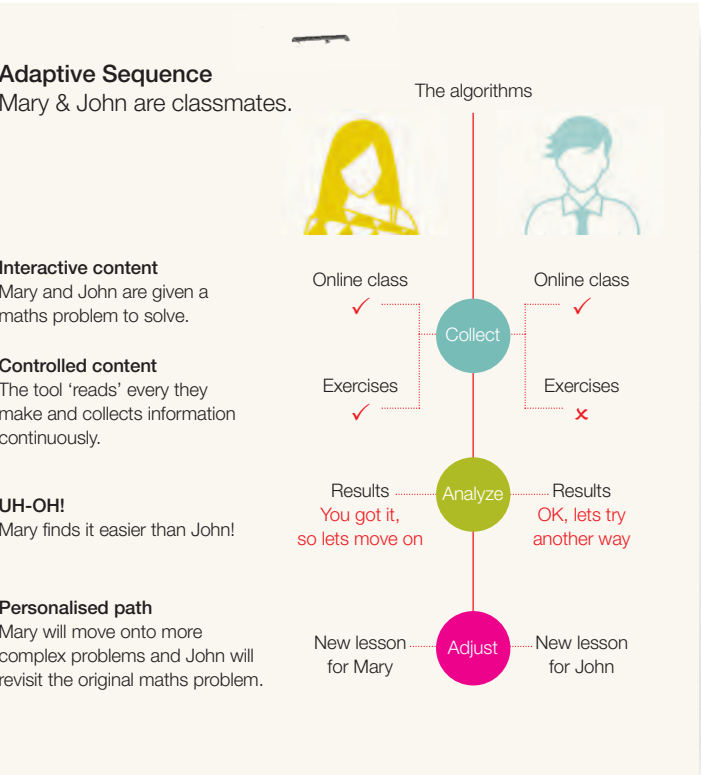 Adaptive Sequence
Mary & John are classmates.
The algorithms
Interactive content
Mary and John are given a
maths problem to solve.
Online class
Online class
Collect
Controlled content
The tool ‘reads’ every they
make and collects information
continuously.
Exercises
Exercises
UH-OH!
Mary finds it easier than John!
Results
You got it,
so lets move on
Analyze
Results
OK, lets try
another way
Personalised path
Mary will move onto more
complex problems and John will
revisit the original maths problem.
New lesson
for Mary
Adjust
New lesson
for John